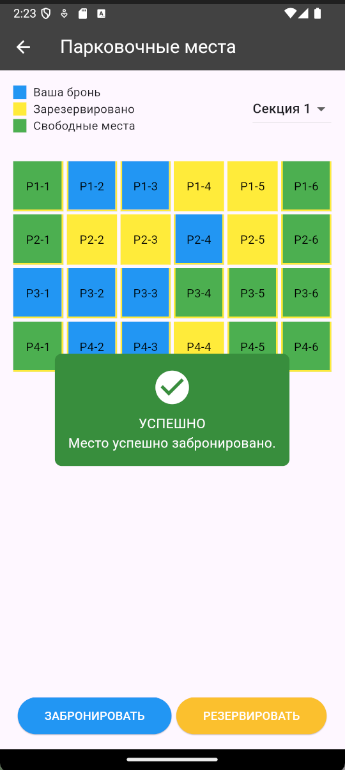 2:23
Парковочные места
Ваша бронь
Зарезервировано
Свободные места
Секция 1
P1-1 P1-2 P1-3 P1-4 P1-5 P1-6
P2-1 P2-2 P2-3 P2-4 P2-5 P2-6
P3-1 P3-2 P3-3 P3-4 P3-5 P3-6
P4-1 P4-2 P4-3 P4-4 P4-5 P4-6
УСПЕШНО
Место успешно забронировано.
ЗАБРОНИРОВАТЬ РЕЗЕРВИРОВАТЬ